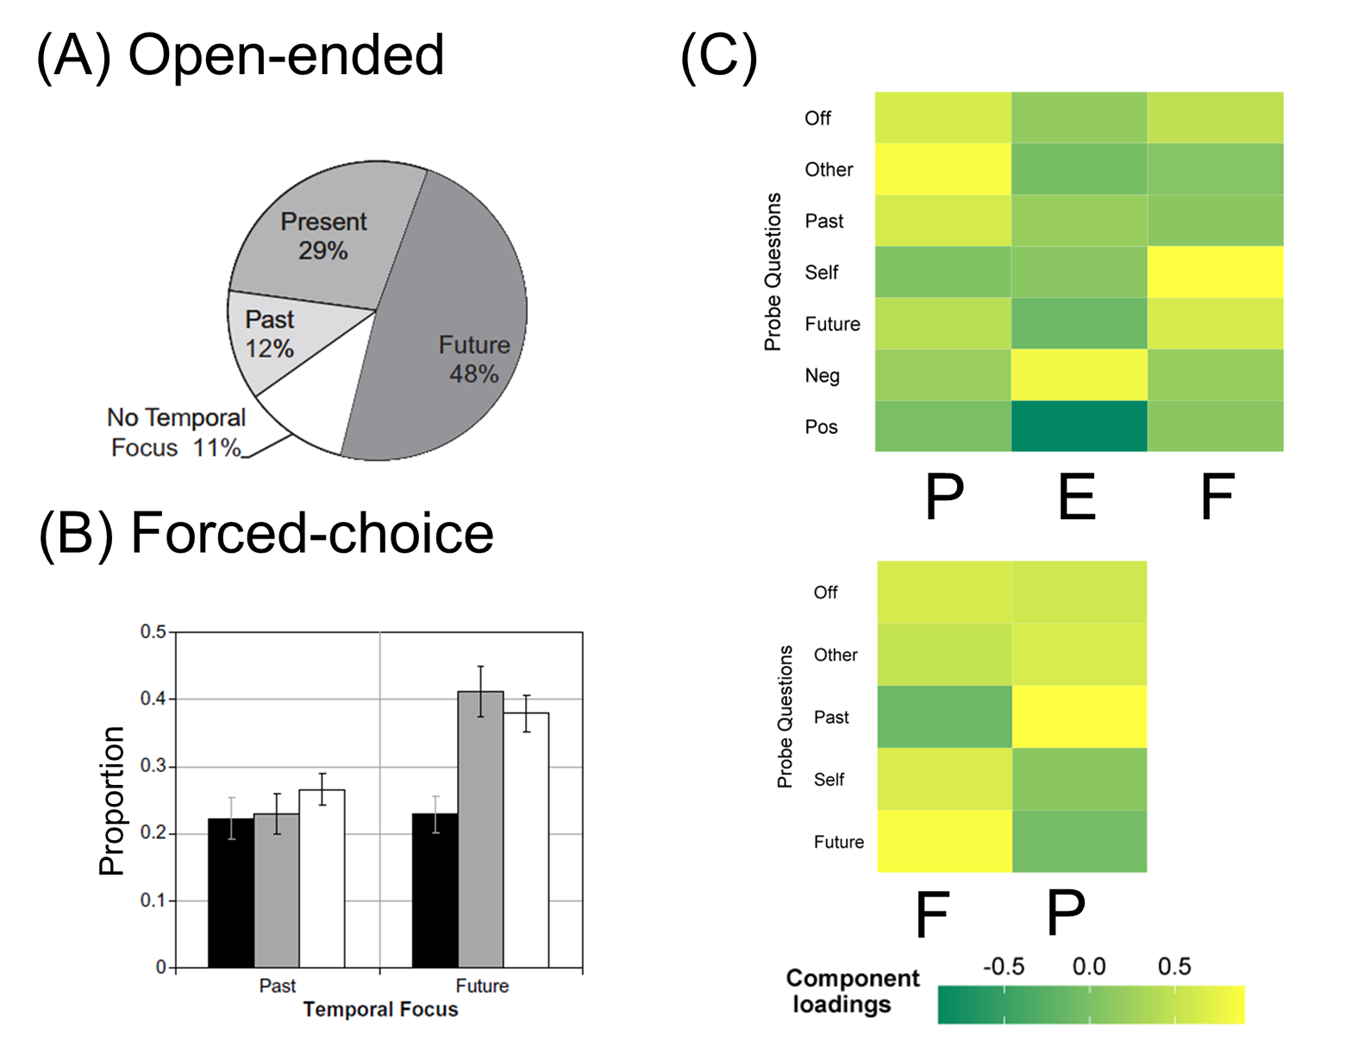 (A) Open-ended
Present
29%
Past
12%
Future
48%
No Temporal
Focus 11%
(B) Forced-choice
Proportion
0.5
0.4
0.3
0.2
0.1
0
Past
Future
Temporal Focus
(C)
Probe Questions
Off
Other
Past
Self
Future
Neg
Pos
P E F
Probe Questions
Off
Other
Past
Self
Future
F P
Component
loadings
-0.5 0.0 0.5